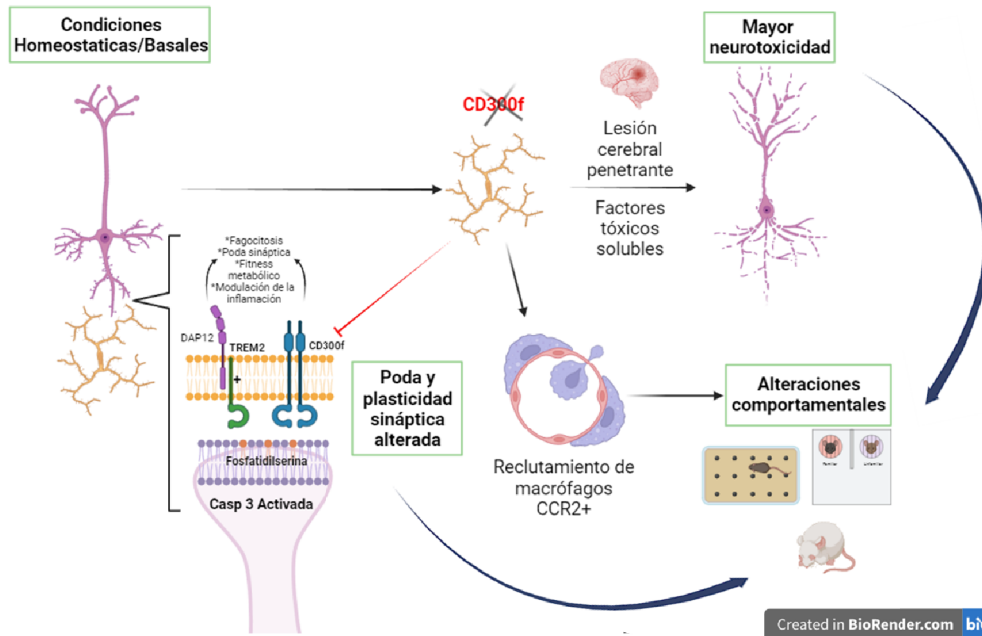 Condiciones
Homeostaticas/Basales
CD300f
Lesión
cerebral
penetrante
Factores
tóxicos
solubles
Mayor
neurotoxicidad
*Fagocitosis
*Poda sináptica
*Fitness
metabólico
*Modulación de la
inflamación
DAP12
TREM2
CD300f
+
Fosfatidilserina
Casp 3 Activada
Poda y
plasticidad
sináptica
alterada
Reclutamiento de
macrófagos
CCR2+
Alteraciones
comportamentales
Created in BioRender.com